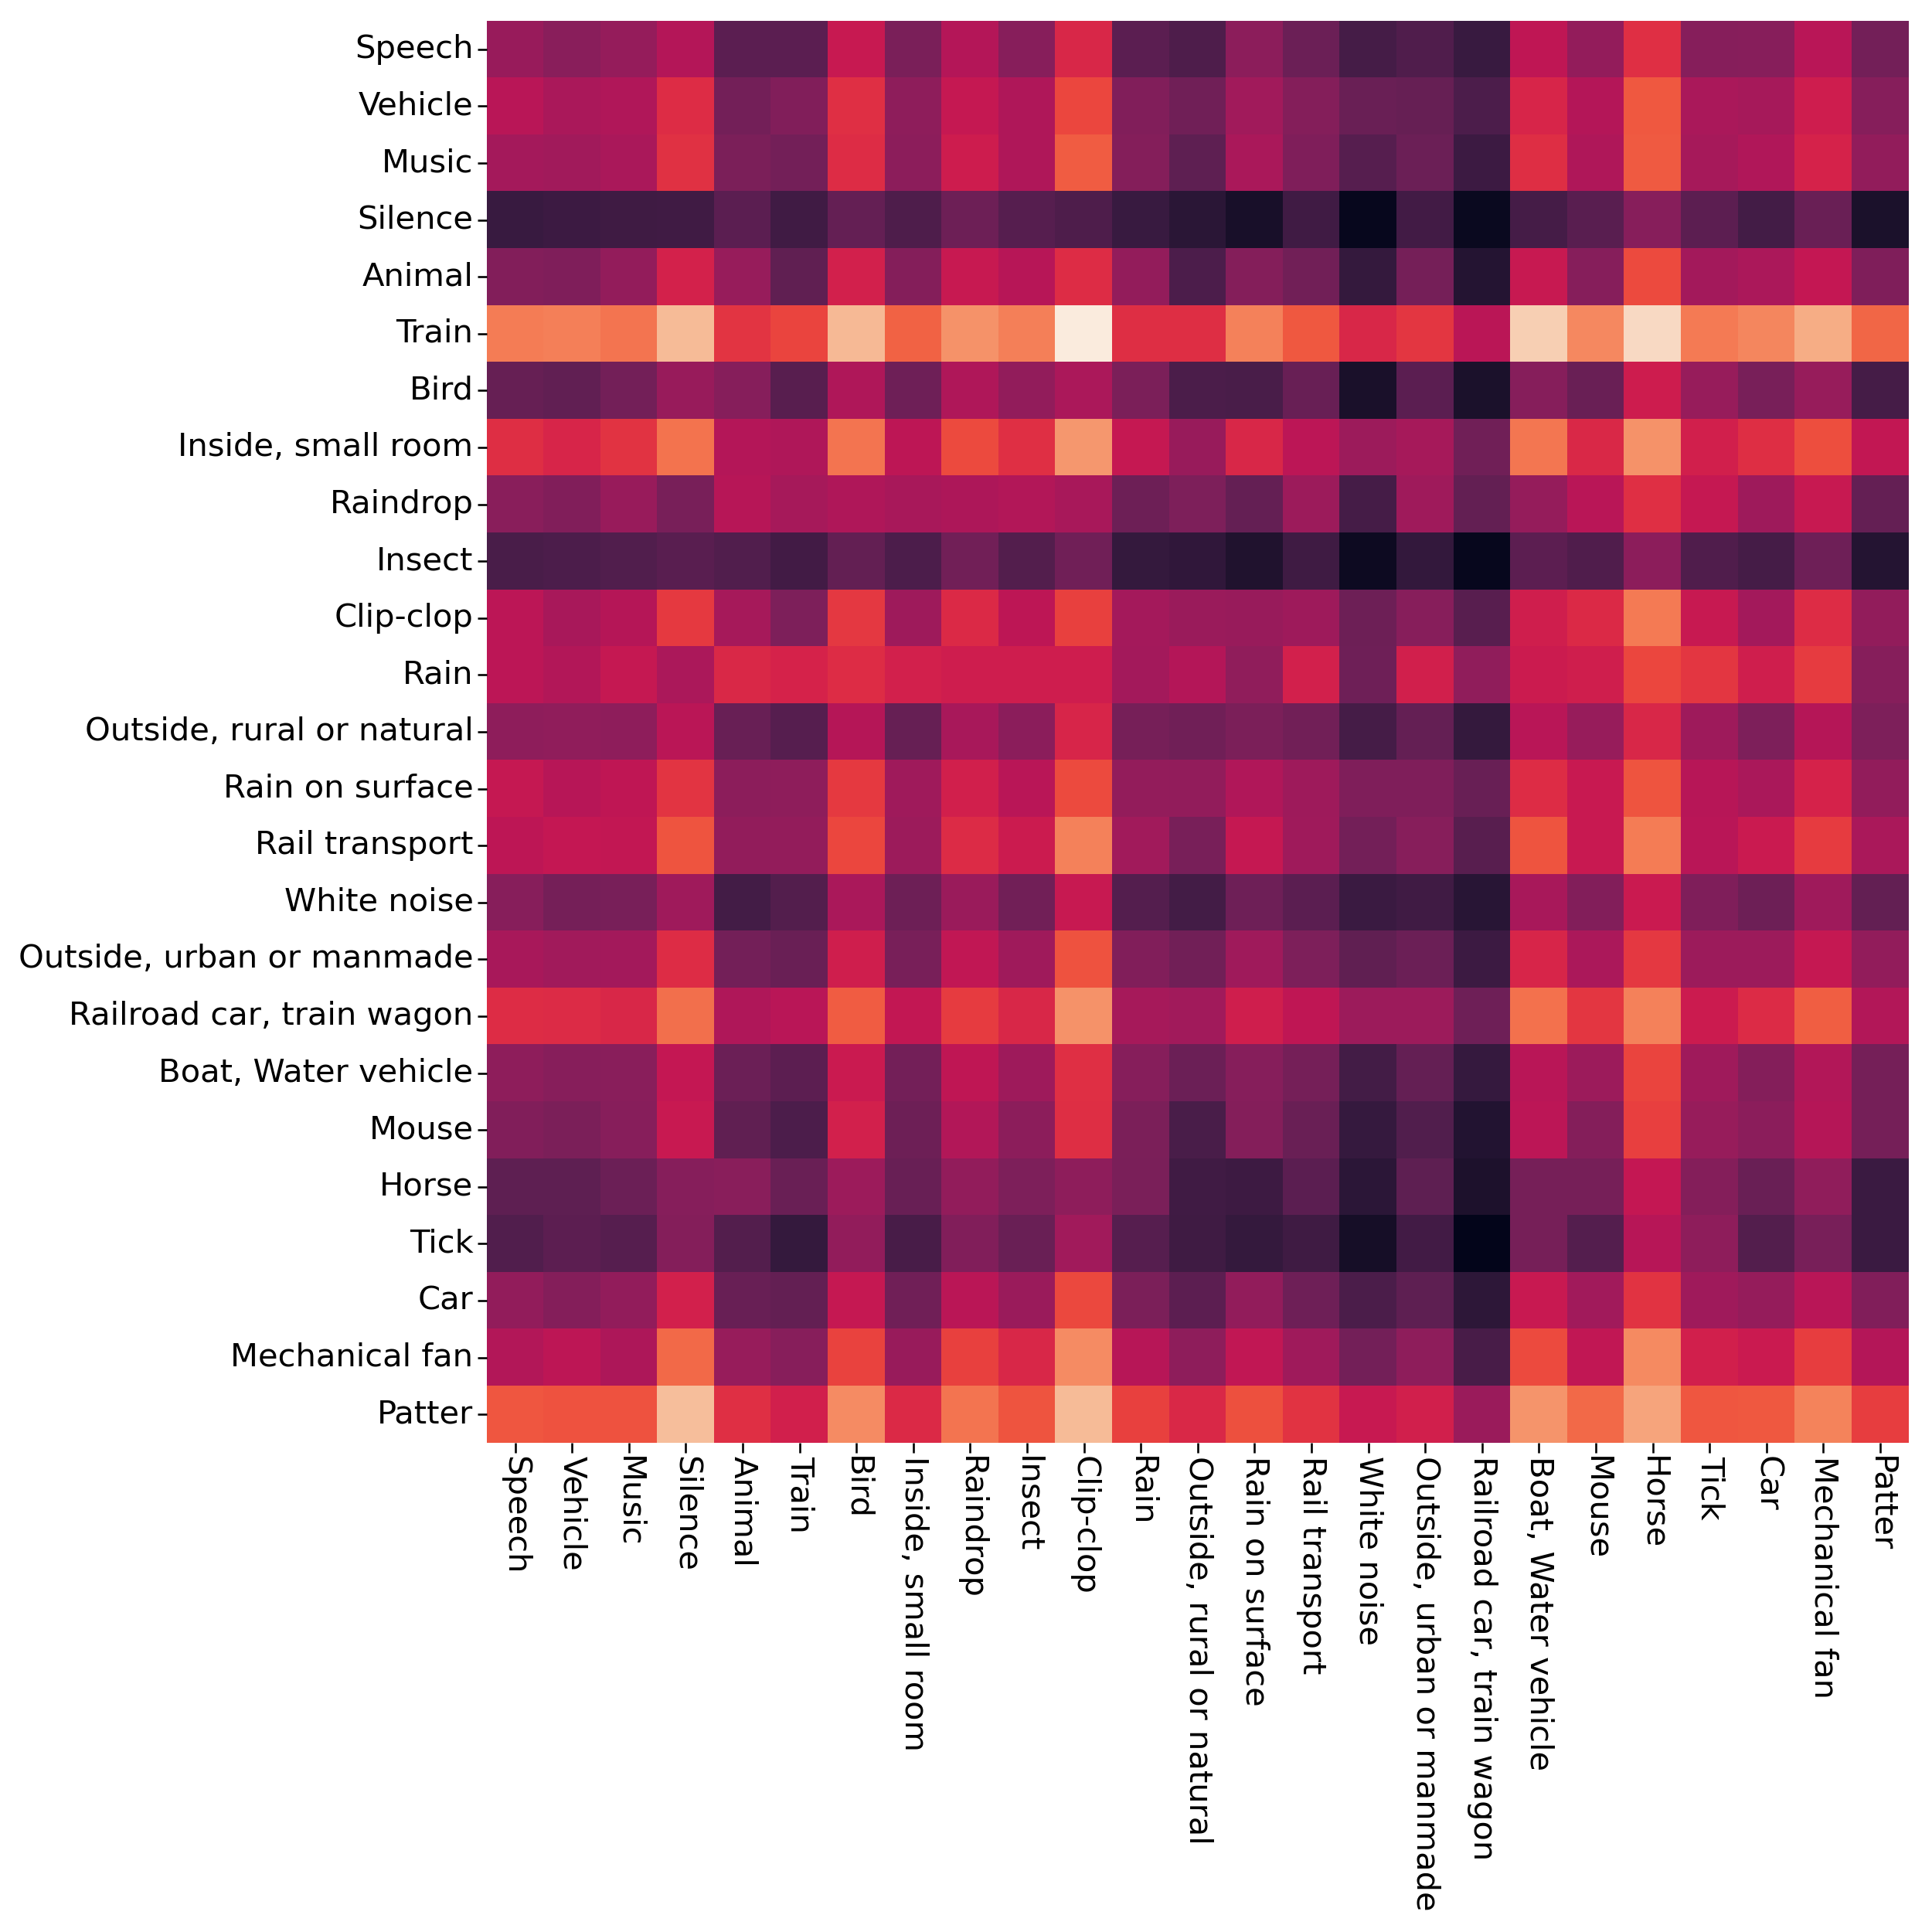 Speech
Vehicle
Music
Silence
Animal
Train
Bird
Inside, small room
Raindrop
Insect
Clip-clop
Rain
Outside, rural or natural
Rain on surface
Rail transport
White noise
Outside, urban or manmade
Railroad car, train wagon
Boat, Water vehicle
Mouse
Horse
Tick
Car
Mechanical fan
Patter
Speech
Vehicle
Music
Silence
Animal
Train
Bird
Inside, small room
Raindrop
Insect
Clip-clop
Rain
Outside, rural or natural
Rain on surface
Rail transport
White noise
Outside, urban or manmade
Railroad car, train wagon
Boat, Water vehicle
Mouse
Horse
Tick
Car
Mechanical fan
Patter